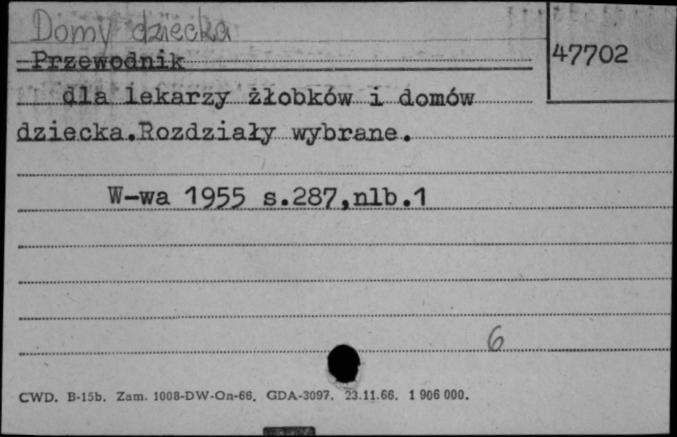 Domy dziecka
47702
Przewodnik
dla lekarzy żłobków i domów
dziecka.Rozdziały wybrane.
W-wa 1955 s.287,nlb.1
6
CWD. B-15b. Zam. 1008-DW-On-66. GDA-3097. 23.11.66. 1 906 000.